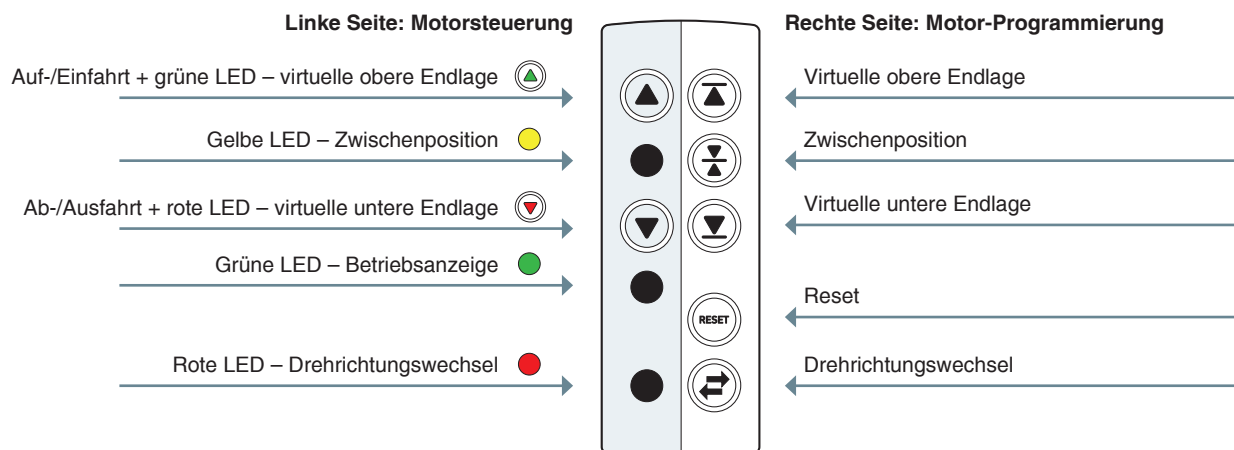 Linke Seite: Motorsteuerung
Rechte Seite: Motor-Programmierung
Auf-/Einfahrt + grüne LED – virtuelle obere Endlage
Virtuelle obere Endlage
Gelbe LED – Zwischenposition
Zwischenposition
Ab-/Ausfahrt + rote LED – virtuelle untere Endlage
Virtuelle untere Endlage
Grüne LED – Betriebsanzeige
Reset
RESET
Rote LED – Drehrichtungswechsel
Drehrichtungswechsel